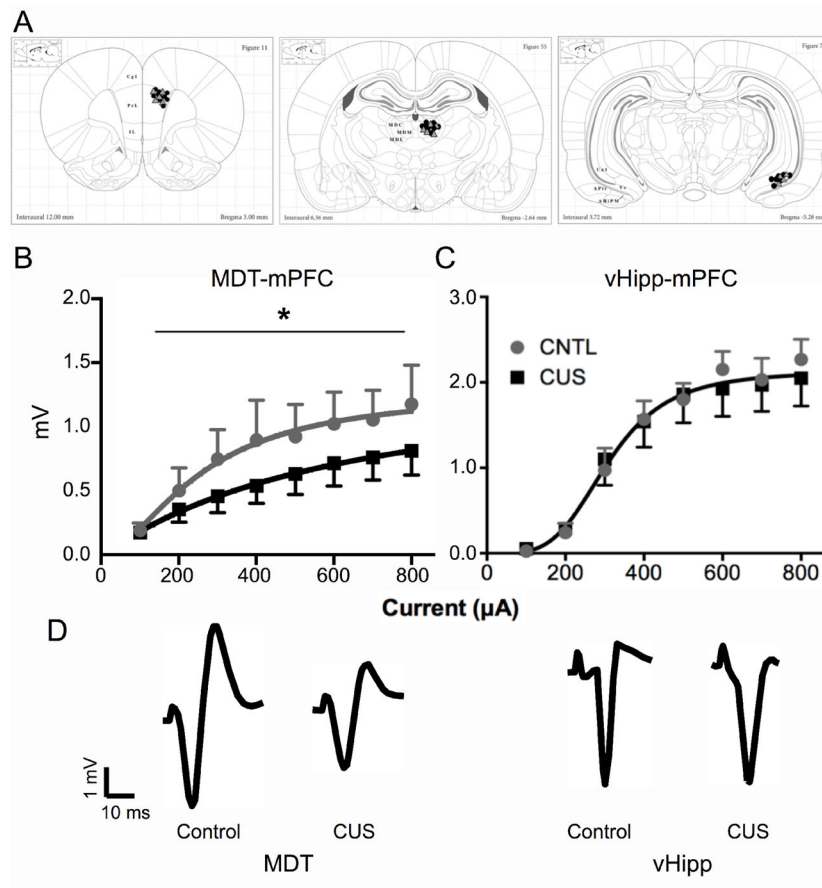 A
Figure 11
Cg1
PrL
IL
Interaural 12.00 mm
Bregma 3.00 mm
Figure 33
MDC
MDM
MDL
Interaural 6.36 mm
Bregma -2.64 mm
Figure 7
Ca1
Vs
Interaural 3.72 mm
Bregma -5.28 m
B
MDT-mPFC
mV
2.0
1.5
1.0
0.5
0.0
*
0 200 400 600 800
C
vHipp-mPFC
3.0
2.0
1.0
0.0
CNTL
CUS
0 200 400 600 800
Current (µA)
D
1 mV
10 ms
Control CUS
MDT
Control CUS
vHipp